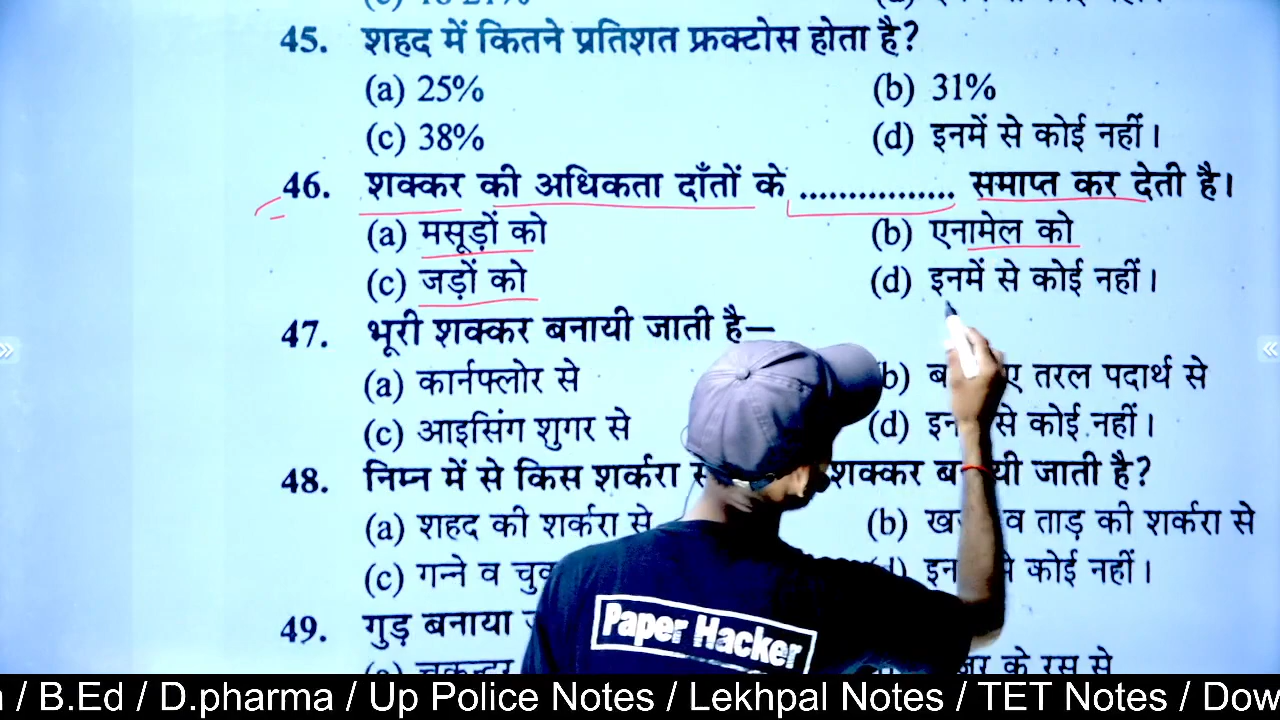 45. शहद में कितने प्रतिशत फ्रक्टोस होता है?
(a) 25% (b) 31%
(c) 38% (d) इनमें से कोई नहीं।
46. शक्कर की अधिकता दाँतों के ................ समाप्त कर देती है।
(a) मसूड़ों को (b) एनामेल को
(c) जड़ों को (d) इनमें से कोई नहीं।
47. भूरी शक्कर बनायी जाती है—
(a) कार्नफ्लोर से b) तरल पदार्थ से
(c) आइसिंग शुगर से (d) से कोई नहीं।
48. निम्न में से किस शर्करा शक्कर जाती है?
(a) शहद की शर्करा से (b) व ताड़ की शर्करा से
(c) गन्ने व कोई नहीं।
49. गुड़ बनाया
के रस से
Paper Hacker
/ B.Ed / D.pharma / Up Police Notes / Lekhpal Notes / TET Notes /